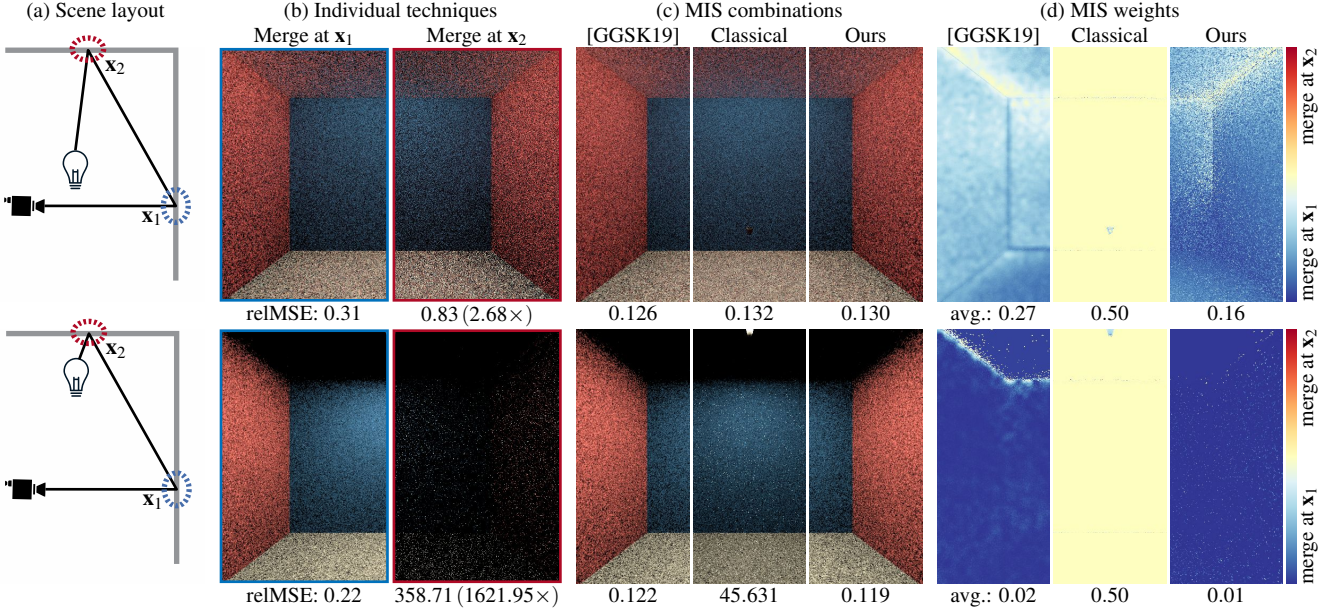 (a) Scene layout
(b) Individual techniques
(c) MIS combinations
(d) MIS weights
Merge at x1
Merge at x2
[GGSK19]
Classical
Ours
[GGSK19]
Classical
Ours
x2
x1
merge at x1
merge at x2
relMSE: 0.31
0.83 (2.68×)
0.126
0.132
0.130
avg.: 0.27
0.50
0.16
x2
x1
merge at x1
merge at x2
relMSE: 0.22
358.71 (1621.95×)
0.122
45.631
0.119
avg.: 0.02
0.50
0.01